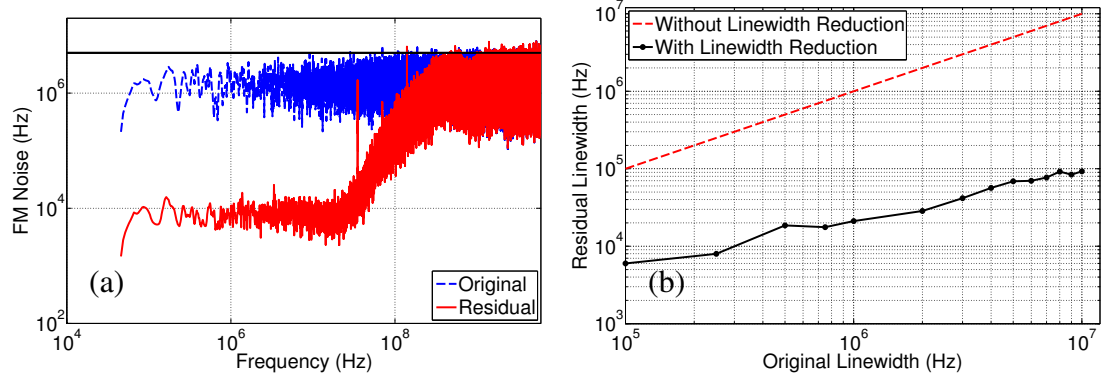 FM Noise (Hz)
10^6
10^4
10^2
10^4
10^6
10^8
Frequency (Hz)
(a)
Original
Residual
Residual Linewidth (Hz)
10^7
10^6
10^5
10^4
10^3
10^5
10^6
10^7
Original Linewidth (Hz)
(b)
Without Linewidth Reduction
With Linewidth Reduction